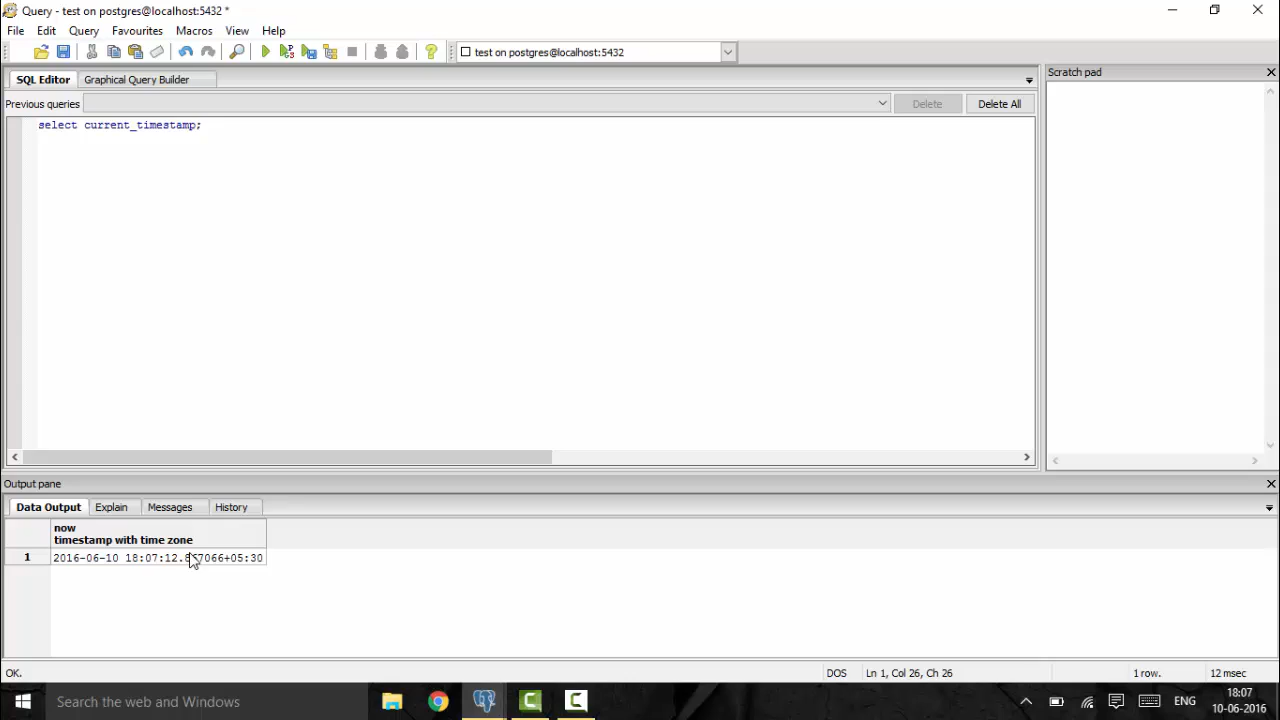 Query - test on postgres@localhost:5432 *
File Edit Query Favourites Macros View Help
test on postgres@localhost:5432
SQL Editor Graphical Query Builder
Scratch pad
Previous queries Delete Delete All
select current_timestamp;
Output pane
Data Output Explain Messages History
now
timestamp with time zone
1 2016-06-10
OK. DOS Ln 1, Col 26, Ch 26 1 row. 12 msec
Search the web and Windows
ENG
18:07
10-06-2016